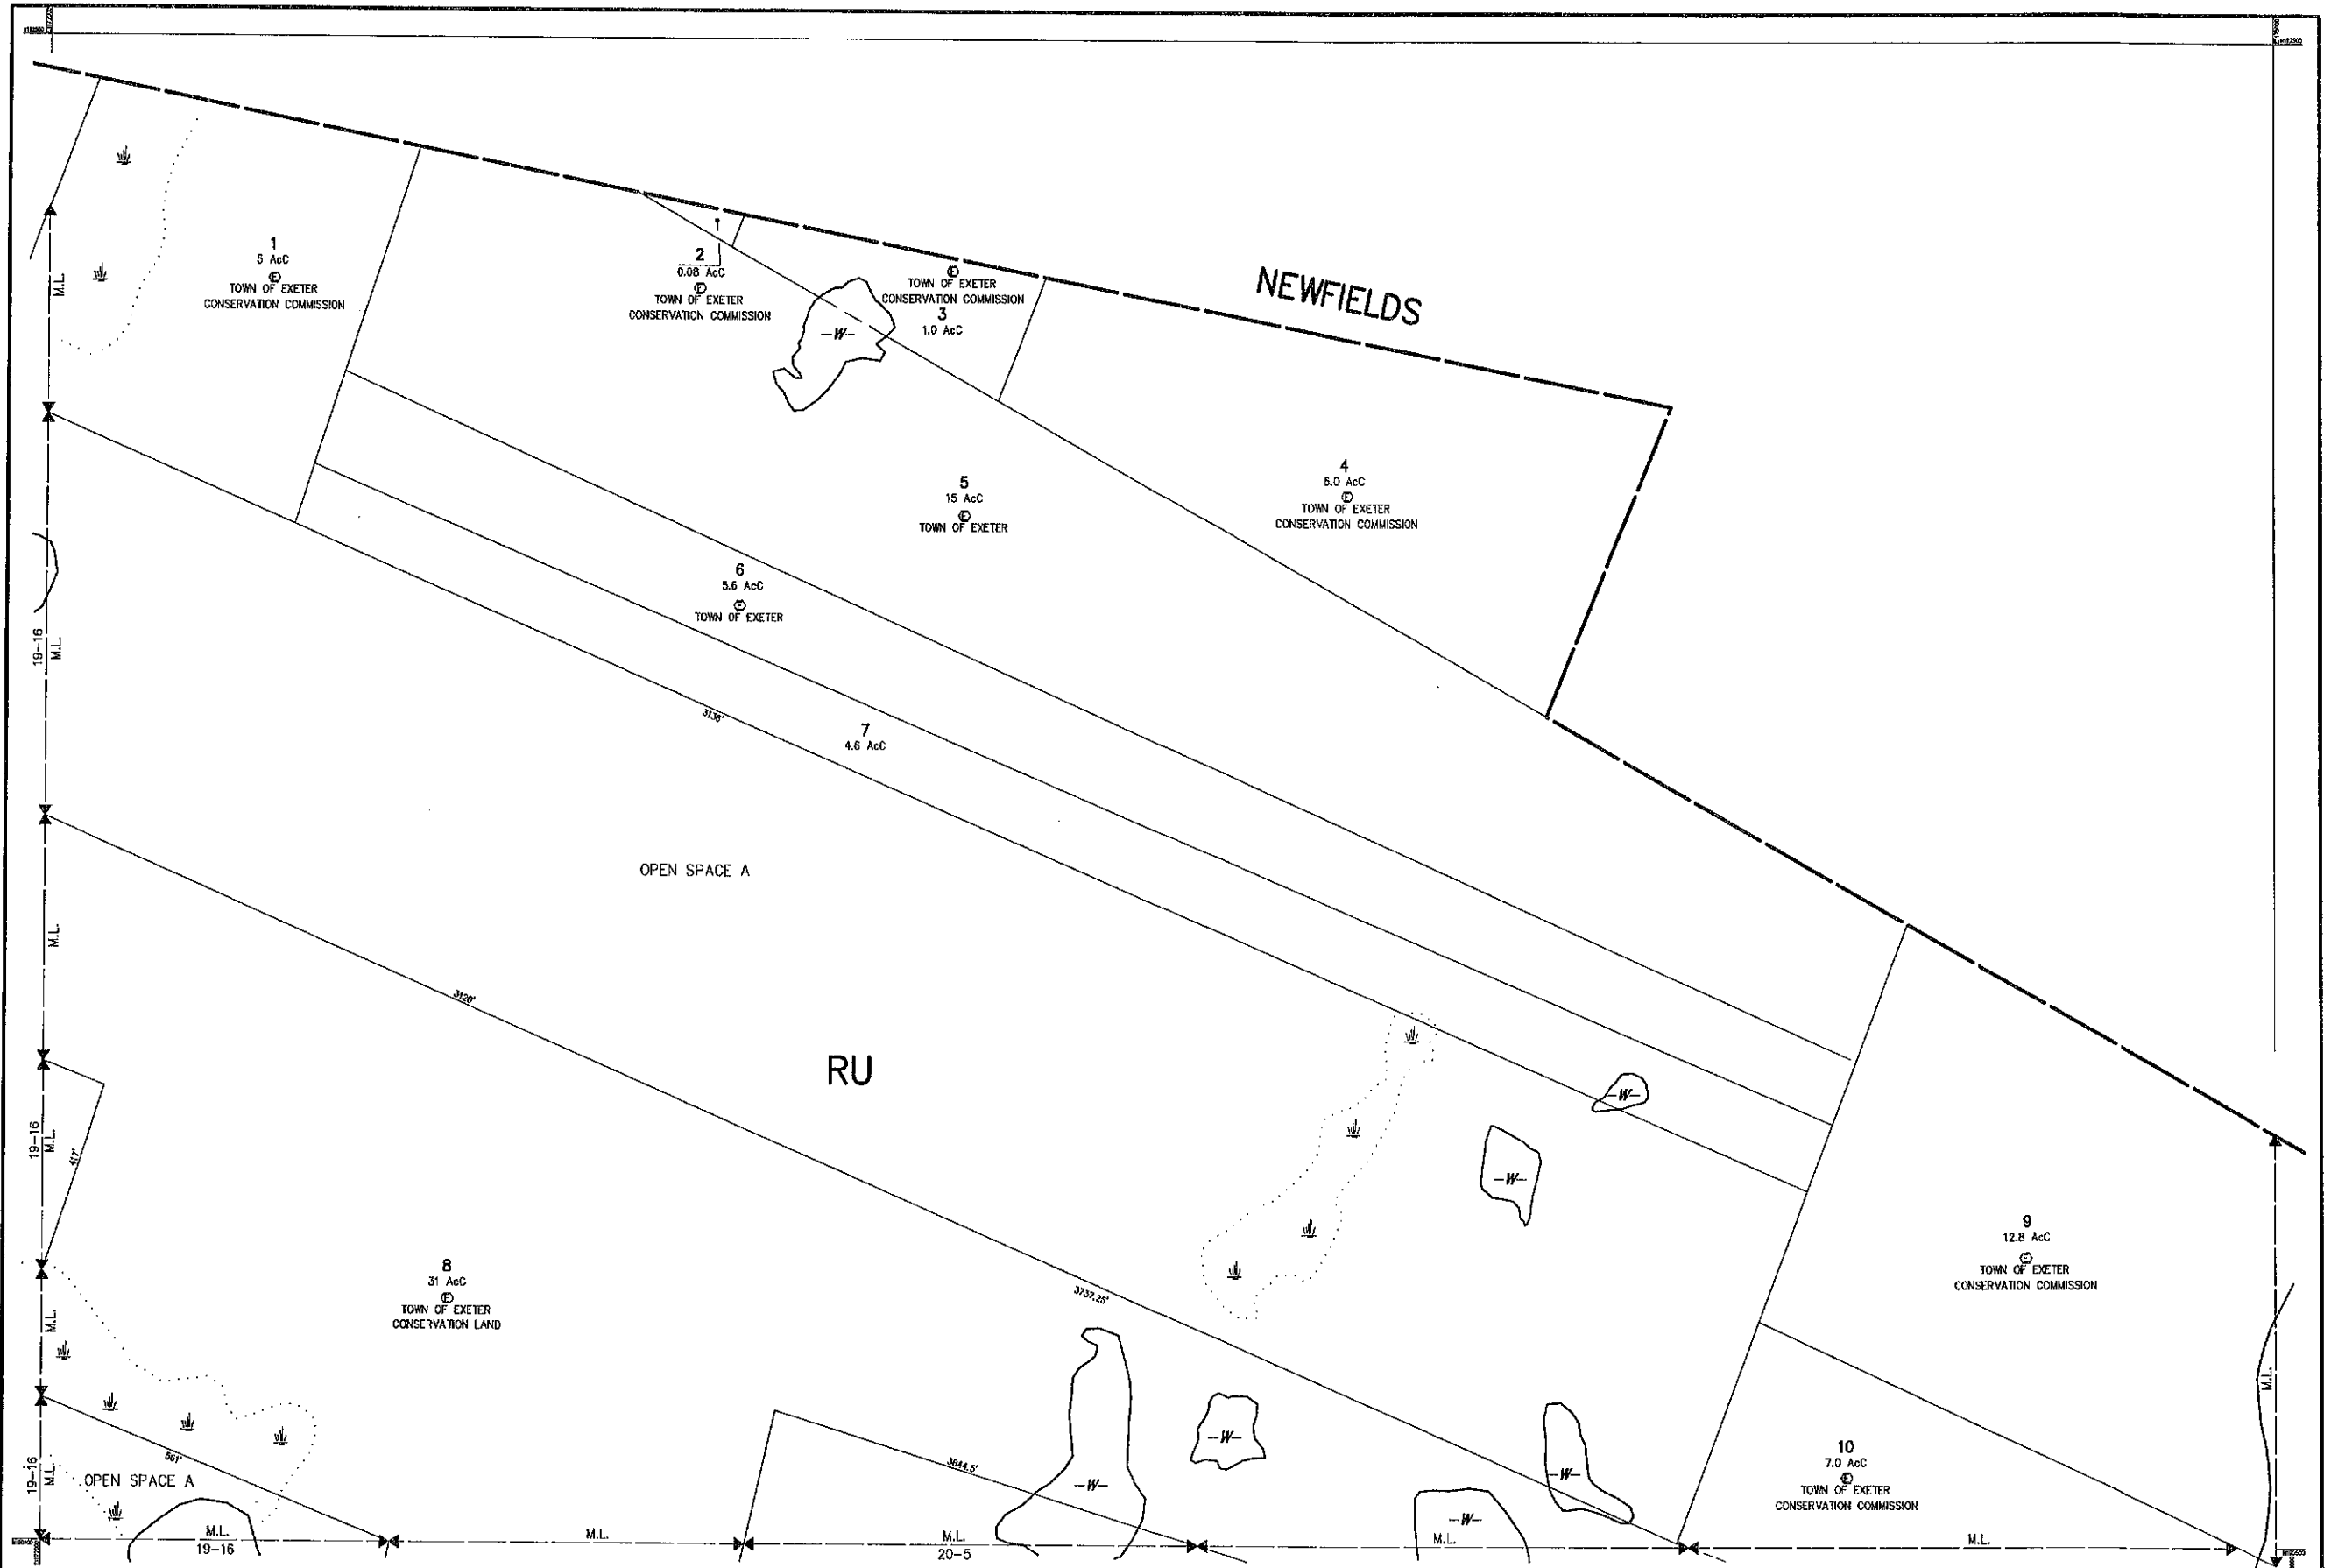 NEWFIELDS
1
5 AcC
E
TOWN OF EXETER
CONSERVATION COMMISSION
2
0.08 AcC
E
TOWN OF EXETER
CONSERVATION COMMISSION
E
TOWN OF EXETER
CONSERVATION COMMISSION
3
1.0 AcC
-W-
M.L.
4
6.0 AcC
E
TOWN OF EXETER
CONSERVATION COMMISSION
5
15 AcC
E
TOWN OF EXETER
6
5.6 AcC
E
TOWN OF EXETER
19-16
M.L.
3136'
7
4.6 AcC
OPEN SPACE A
M.L.
3120'
RU
-W-
19-16
M.L.
417'
-W-
9
12.8 AcC
E
TOWN OF EXETER
CONSERVATION COMMISSION
8
31 AcC
E
TOWN OF EXETER
CONSERVATION LAND
3737.25'
M.L.
M.L.
-W-
-W-
-W-
-W-
561'
3844.5'
10
7.0 AcC
E
TOWN OF EXETER
CONSERVATION COMMISSION
19-16
M.L.
OPEN SPACE A
M.L.
19-16
M.L.
M.L.
20-5
M.L.
M.L.